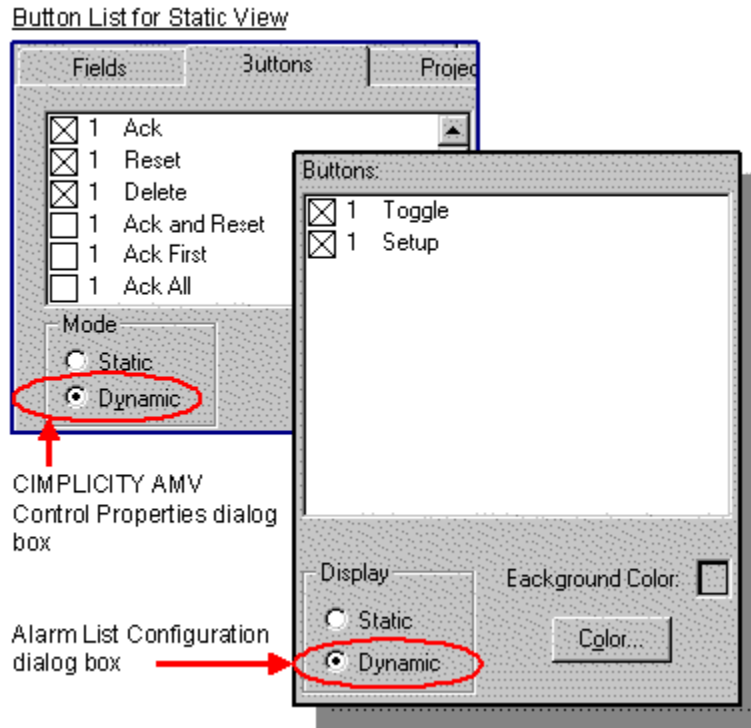 Button List for Static View
Fields
Buttons
Projec
1 Ack
1 Reset
1 Delete
1 Ack and Reset
1 Ack First
1 Ack All
Mode
Static
Dynamic
CIMPLICITY AMV
Control Properties dialog
box
Buttons:
1 Toggle
1 Setup
Display
Static
Dynamic
Eackground Color:
Color...
Alarm List Configuration
dialog box